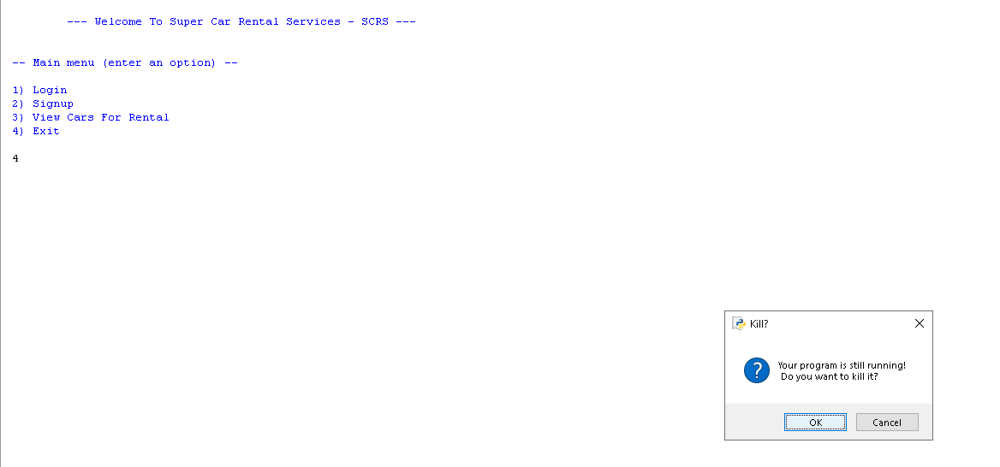 --- Welcome To Super Car Rental Services - SCRS ---
-- Main menu (enter an option) --
1) Login
2) Signup
3) View Cars For Rental
4) Exit
4
Kill?
Your program is still running!
Do you want to kill it?
OK Cancel